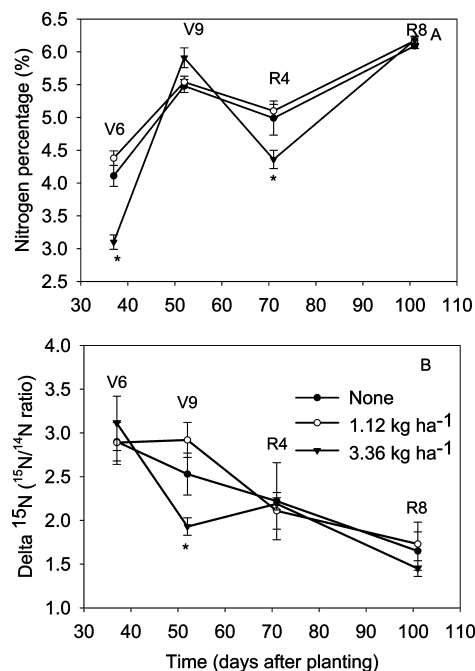 6.5
6.0
5.5
5.0
4.5
4.0
3.5
3.0
2.5
Nitrogen percentage (%)
V6
V9
R4
R8
A
*
*
30 40 50 60 70 80 90 100 110
4.0
3.5
3.0
2.5
2.0
1.5
1.0
Delta ¹⁵N (¹⁵N/¹⁴N ratio)
B
V6
V9
R4
R8
*
None
1.12 kg ha⁻¹
3.36 kg ha⁻¹
30 40 50 60 70 80 90 100 110
Time (days after planting)